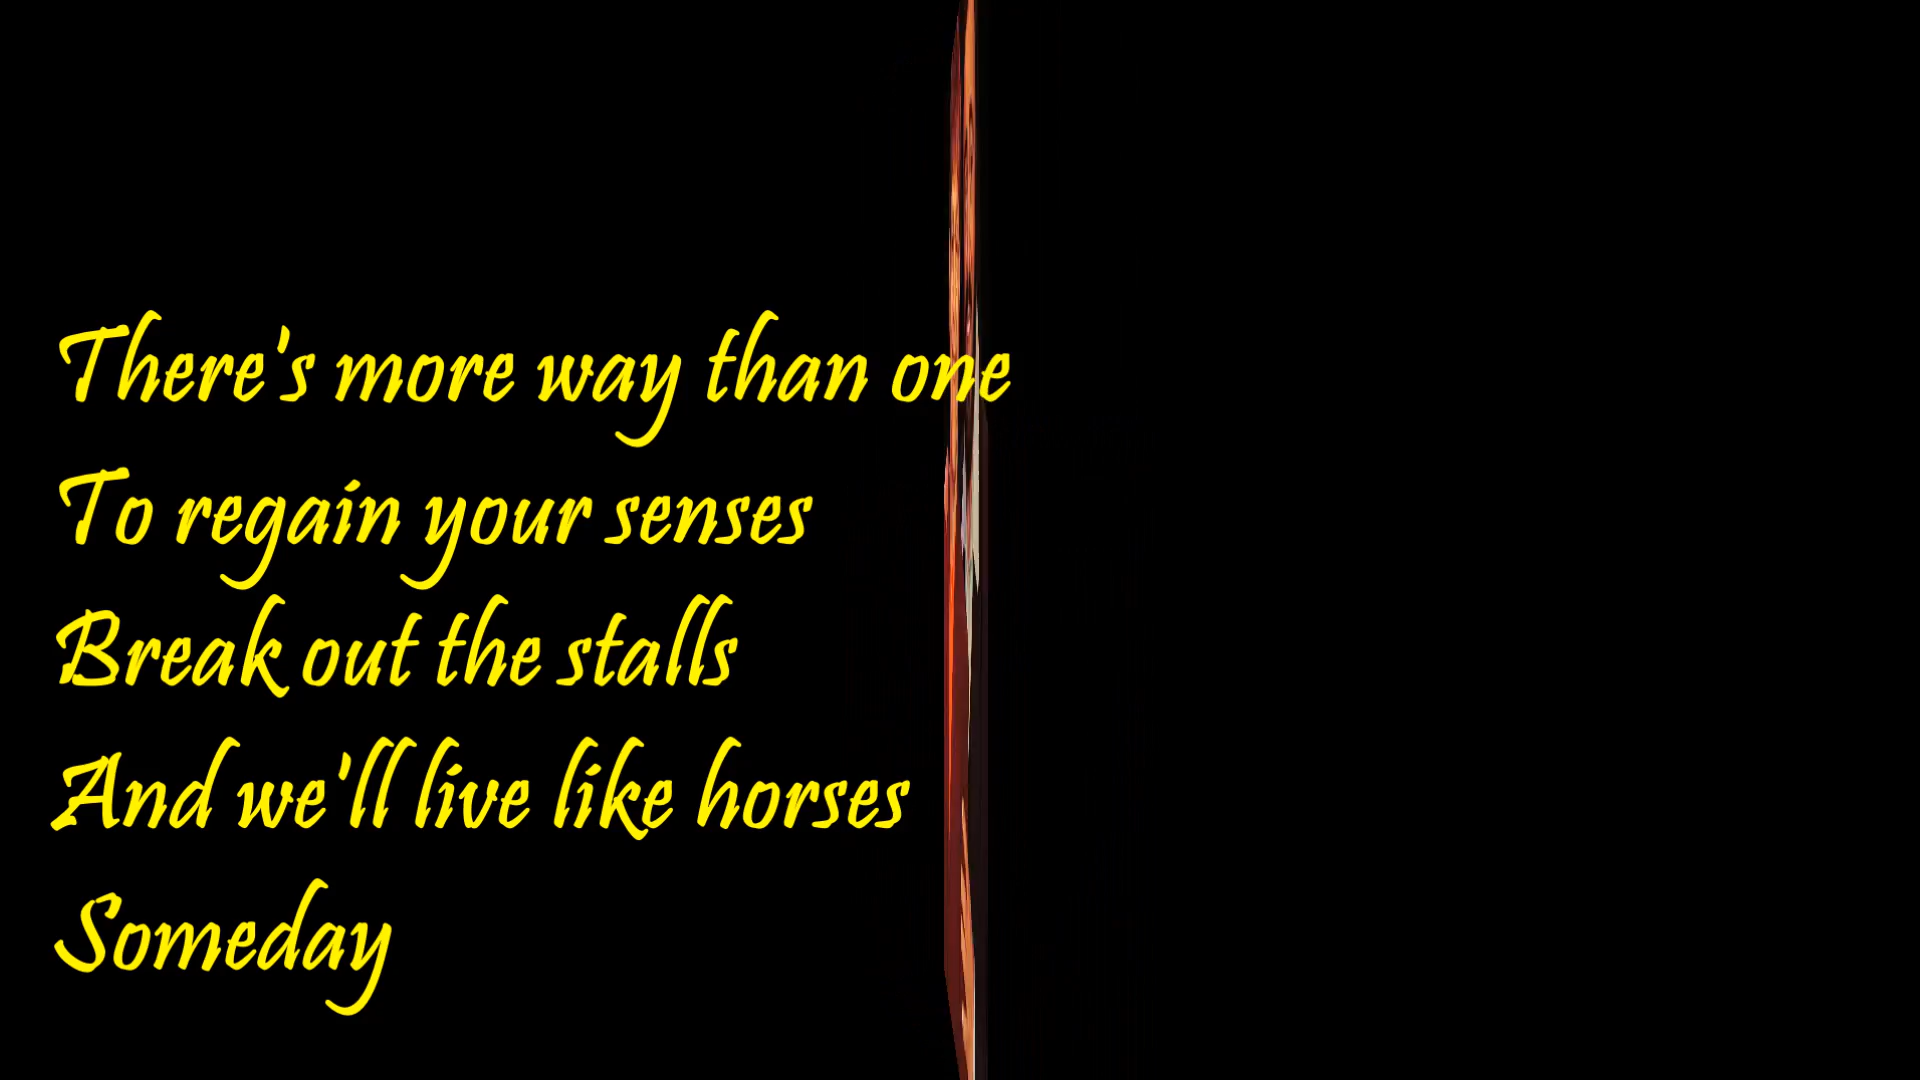 There's more way than one
To regain your senses
Break out the stalls
And we'll live like horses
Someday